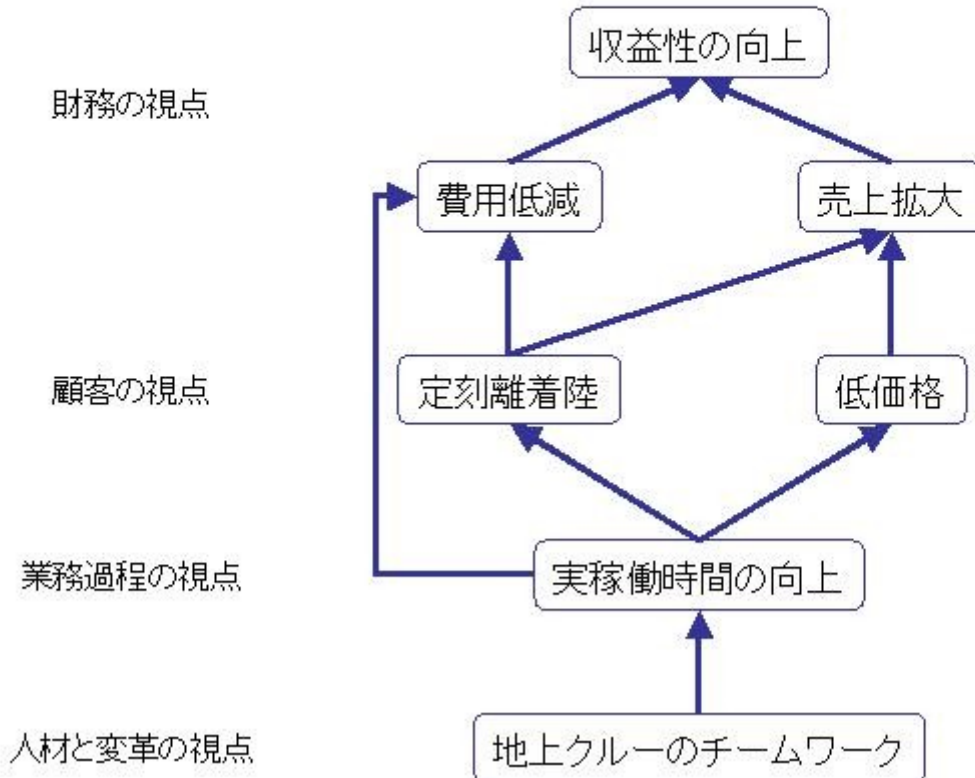 収益性の向上
財務の視点
費用低減
売上拡大
顧客の視点
定刻離着陸
低価格
業務過程の視点
実稼働時間の向上
人材と変革の視点
地上クルーのチームワーク